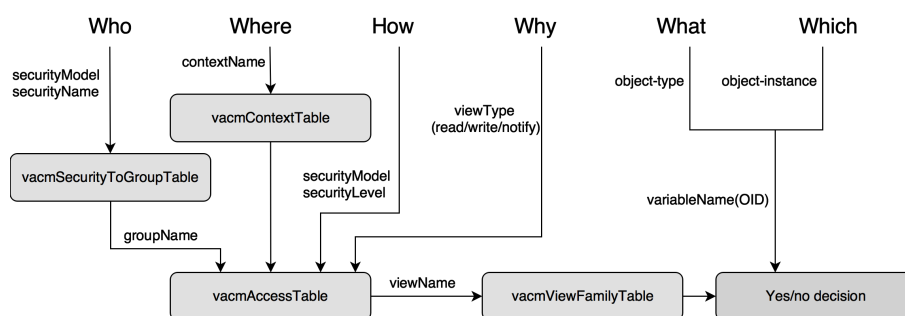 Who
Where
How
Why
What
Which
securityModel
securityName
contextName
object-type
object-instance
vacmContextTable
viewType
(read/write/notify)
vacmSecurityToGroupTable
securityModel
securityLevel
variableName(OID)
groupName
viewName
vacmAccessTable
vacmViewFamilyTable
Yes/no decision